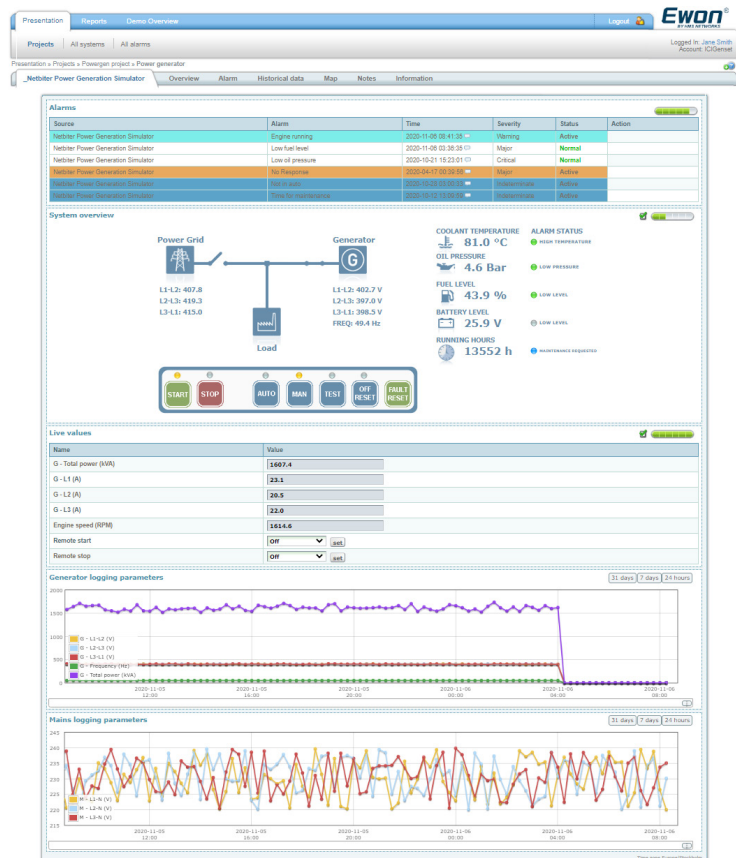 Presentation Reports Demo Overview Logout Ewon®
BY HMS NETWORKS
Projects All systems All alarms Logged In: Jane Smith
Account: ICIGenset
Presentation » Projects » Powergen project » Power generator
_Netbiter Power Generation Simulator Overview Alarm Historical data Map Notes Information
Alarms
Source Alarm Time Severity Status Action
Netbiter Power Generation Simulator Engine running 2020-11-06 08:41:35 Warning Active
Netbiter Power Generation Simulator Low fuel level 2020-11-06 03:36:35 Major Normal
Netbiter Power Generation Simulator Low oil pressure 2020-10-21 15:23:01 Critical Normal
Netbiter Power Generation Simulator No Response Major Active
Netbiter Power Generation Simulator Not in auto Indeterminate Active
Netbiter Power Generation Simulator Time for maintenance Indeterminate Active
System overview
Power Grid
Generator
G
L1-L2: 407.8
L2-L3: 419.3
L3-L1: 415.0
L1-L2: 402.7 V
L2-L3: 397.0 V
L3-L1: 398.5 V
FREQ: 49.4 Hz
Load
COOLANT TEMPERATURE ALARM STATUS
81.0 °C HIGH TEMPERATURE
OIL PRESSURE
4.6 Bar LOW PRESSURE
FUEL LEVEL
43.9 % LOW LEVEL
BATTERY LEVEL
25.9 V LOW LEVEL
RUNNING HOURS
13552 h MAINTENANCE REQUESTED
START STOP AUTO MAN TEST OFF RESET FAULT RESET
Live values
Name Value
G - Total power (kVA) 1607.4
G - L1 (A) 23.1
G - L2 (A) 20.5
G - L3 (A) 22.0
Engine speed (RPM) 1614.6
Remote start Off set
Remote stop Off set
Generator logging parameters 31 days 7 days 24 hours
2000
1500
1000
500
0
G - L1-L2 (V)
G - L2-L3 (V)
G - L3-L1 (V)
G - Frequency (Hz)
G - Total power (kVA)
2020-11-05 2020-11-05 2020-11-05 2020-11-06 2020-11-06 2020-11-06
12:00 16:00 20:00 00:00 04:00 08:00
Mains logging parameters 31 days 7 days 24 hours
245
240
235
230
225
220
215
M - L1-N (V)
M - L2-N (V)
M - L3-N (V)
2020-11-05 2020-11-05 2020-11-05 2020-11-06 2020-11-06 2020-11-06
12:00 16:00 20:00 00:00 04:00 08:00